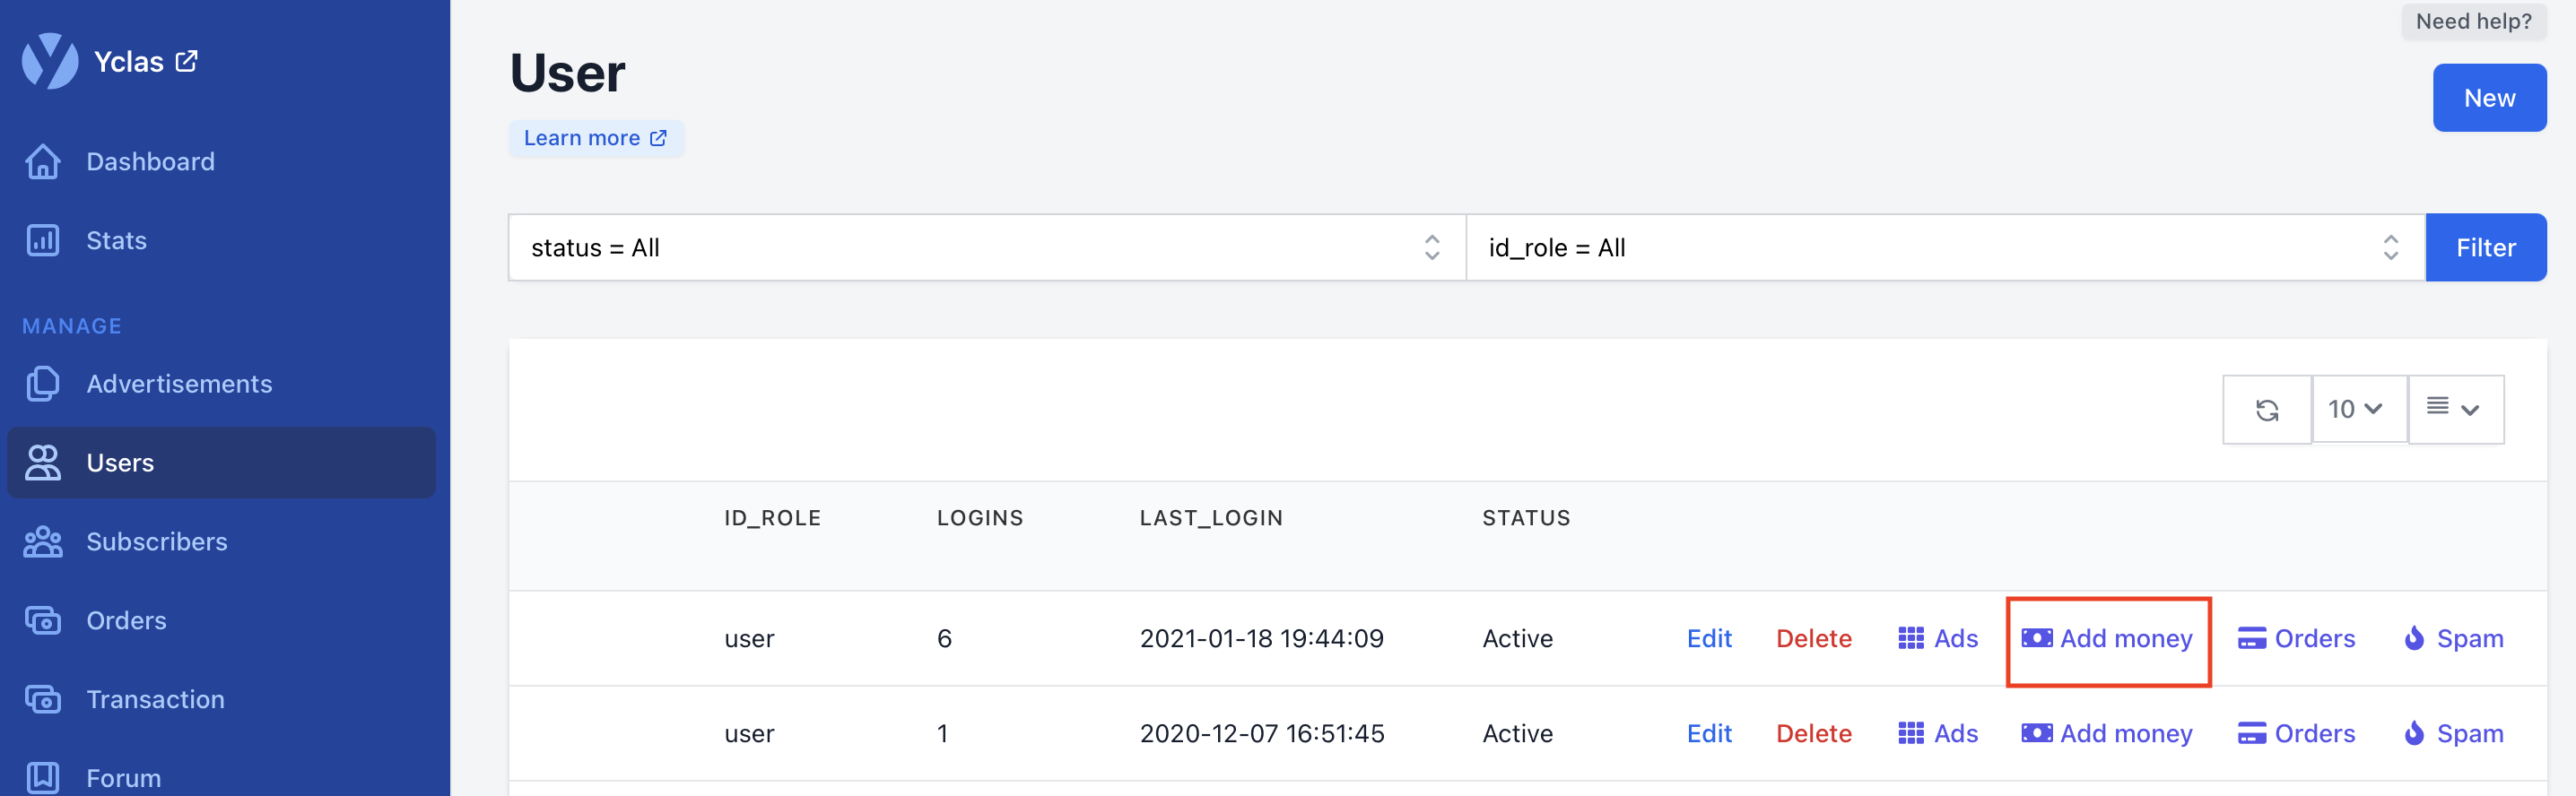 Yclas
Dashboard
Stats
MANAGE
Advertisements
Users
Subscribers
Orders
Transaction
Forum
Need help?
User
New
Learn more
status = All
id_role = All
Filter
10
ID_ROLE LOGINS LAST_LOGIN STATUS
user 6 2021-01-18 19:44:09 Active Edit Delete Ads Add money Orders Spam
user 1 2020-12-07 16:51:45 Active Edit Delete Ads Add money Orders Spam